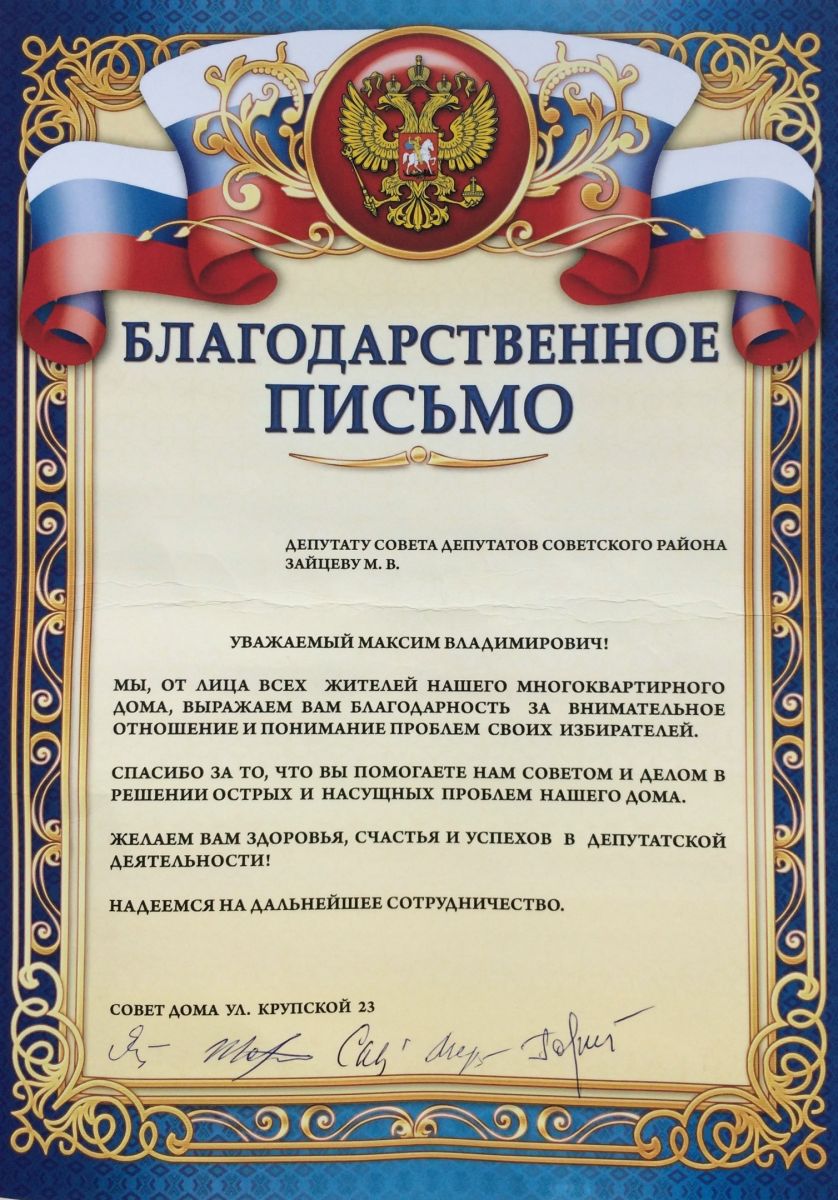 БЛАГОДАРСТВЕННОЕ
ПИСЬМО
ДЕПУТАТУ СОВЕТА ДЕПУТАТОВ СОВЕТСКОГО РАЙОНА
ЗАЙЦЕВУ М. В.
УВАЖАЕМЫЙ МАКСИМ ВЛАДИМИРОВИЧ!
МЫ, ОТ ЛИЦА ВСЕХ ЖИТЕЛЕЙ НАШЕГО МНОГОКВАРТИРНОГО
ДОМА, ВЫРАЖАЕМ ВАМ БЛАГОДАРНОСТЬ ЗА ВНИМАТЕЛЬНОЕ
ОТНОШЕНИЕ И ПОНИМАНИЕ ПРОБЛЕМ СВОИХ ИЗБИРАТЕЛЕЙ.
СПАСИБО ЗА ТО, ЧТО ВЫ ПОМОГАЕТЕ НАМ СОВЕТОМ И ДЕЛОМ В
РЕШЕНИИ ОСТРЫХ И НАСУЩНЫХ ПРОБЛЕМ НАШЕГО ДОМА.
ЖЕЛАЕМ ВАМ ЗДОРОВЬЯ, СЧАСТЬЯ И УСПЕХОВ В ДЕПУТАТСКОЙ
ДЕЯТЕЛЬНОСТИ!
НАДЕЕМСЯ НА ДАЛЬНЕЙШЕЕ СОТРУДНИЧЕСТВО.
СОВЕТ ДОМА УЛ. КРУПСКОЙ 23